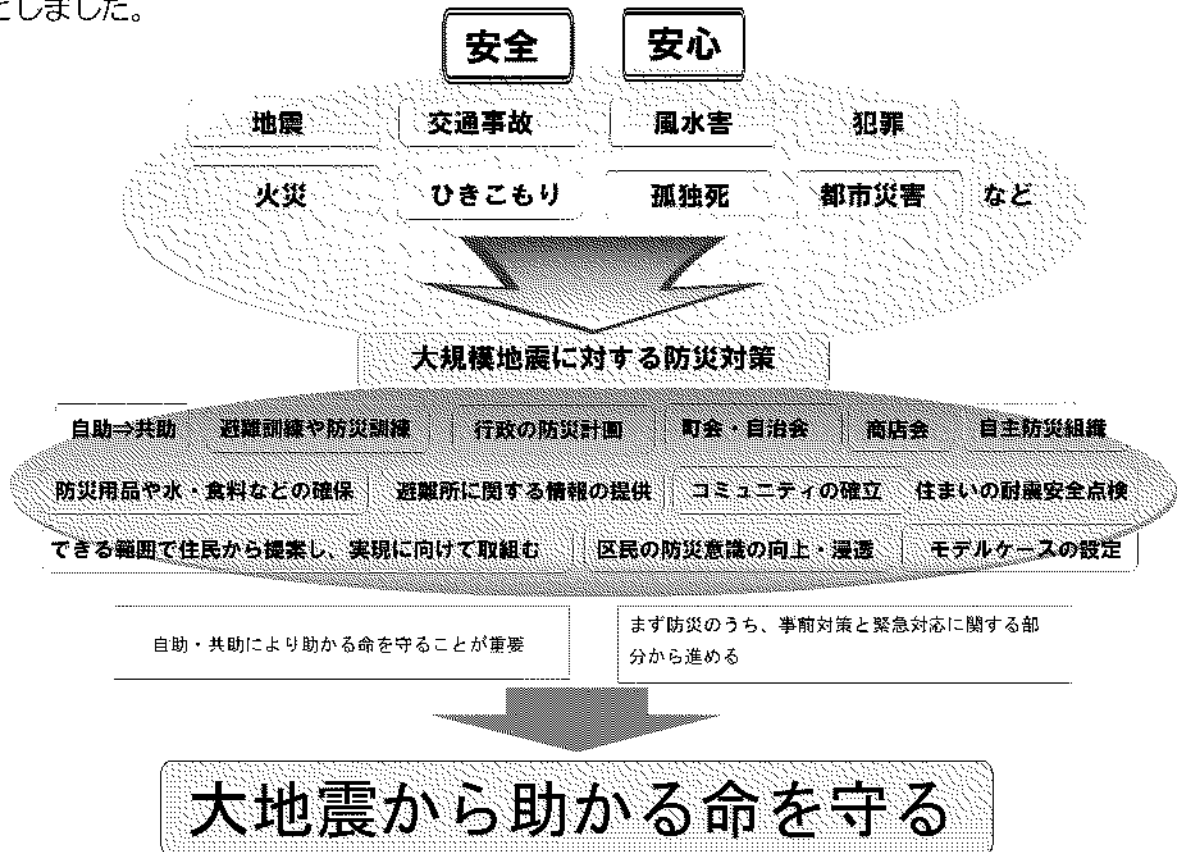 としました。
安全 安心
地震 交通事故 風水害 犯罪
火災 ひきこもり 孤独死 都市災害 など
大規模地震に対する防災対策
自助⇒共助 避難訓練や防災訓練 行政の防災計画 町会・自治会 商店会 自主防災組織
防災用品や水・食料などの確保 避難所に関する情報の提供 コミュニティの確立 住まいの耐震安全点検
できる範囲で住民から提案し、実現に向けて取組む 区民の防災意識の向上・浸透 モデルケースの設定
自助・共助により助かる命を守ることが重要
まず防災のうち、事前対策と緊急対応に関する部
分から進める
大地震から助かる命を守る